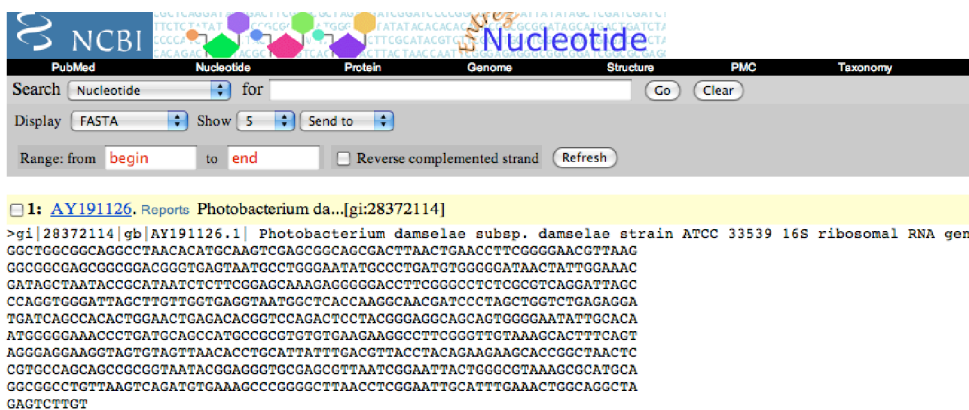 NCBI
Entrez
Nucleotide
PubMed Nucleotide Protein Genome Structure PMC Taxonomy
Search Nucleotide for Go Clear
Display FASTA Show 5 Send to
Range: from begin to end Reverse complemented strand Refresh
1: AY191126. Reports Photobacterium da...[gi:28372114]
>gi|28372114|gb|AY191126.1| Photobacterium damselae subsp. damselae strain ATCC 33539 16S ribosomal RNA gen
GGCTGGCGGCAGGCCTAACACATGCAAGTCGAGCGGCAGCGACTTAACTGAACCTTCGGGGAACGTTAAG
GGCGGCGAGCGGCGGACGGGTGAGTAATGCCTGGGAATATGCCCTGATGTGGGGGATAACTATTGGAAAC
GATAGCTAATACCGCATAATCTCTTCGGAGCAAAGAGGGGGACCTTCGGGCCTCTCGCGTCAGGATTAGC
CCAGGTGGGATTAGCTTGTTGGTGAGGTAATGGCTCACCAAGGCAACGATCCCTAGCTGGTCTGAGAGGA
TGATCAGCCACACTGGAACTGAGACACGGTCCAGACTCCTACGGGAGGCAGCAGTGGGGAATATTGCACA
ATGGGGGAAACCCTGATGCAGCCATGCCGCGTGTGTGAAGAAGGCCTTCGGGTTGTAAAGCACTTTCAGT
AGGGAGGAAGGTAGTGTAGTTAACACCTGCATTATTTGACGTTACCTACAGAAGAAGCACCGGCTAACTC
CGTGCCAGCAGCCGCGGTAATACGGAGGGTGCGAGCGTTAATCGGAATTACTGGGCGTAAAGCGCATGCA
GGCGGCCTGTTAAGTCAGATGTGAAAGCCCGGGGCTTAACCTCGGAATTGCATTTGAAACTGGCAGGCTA
GAGTCTTGT